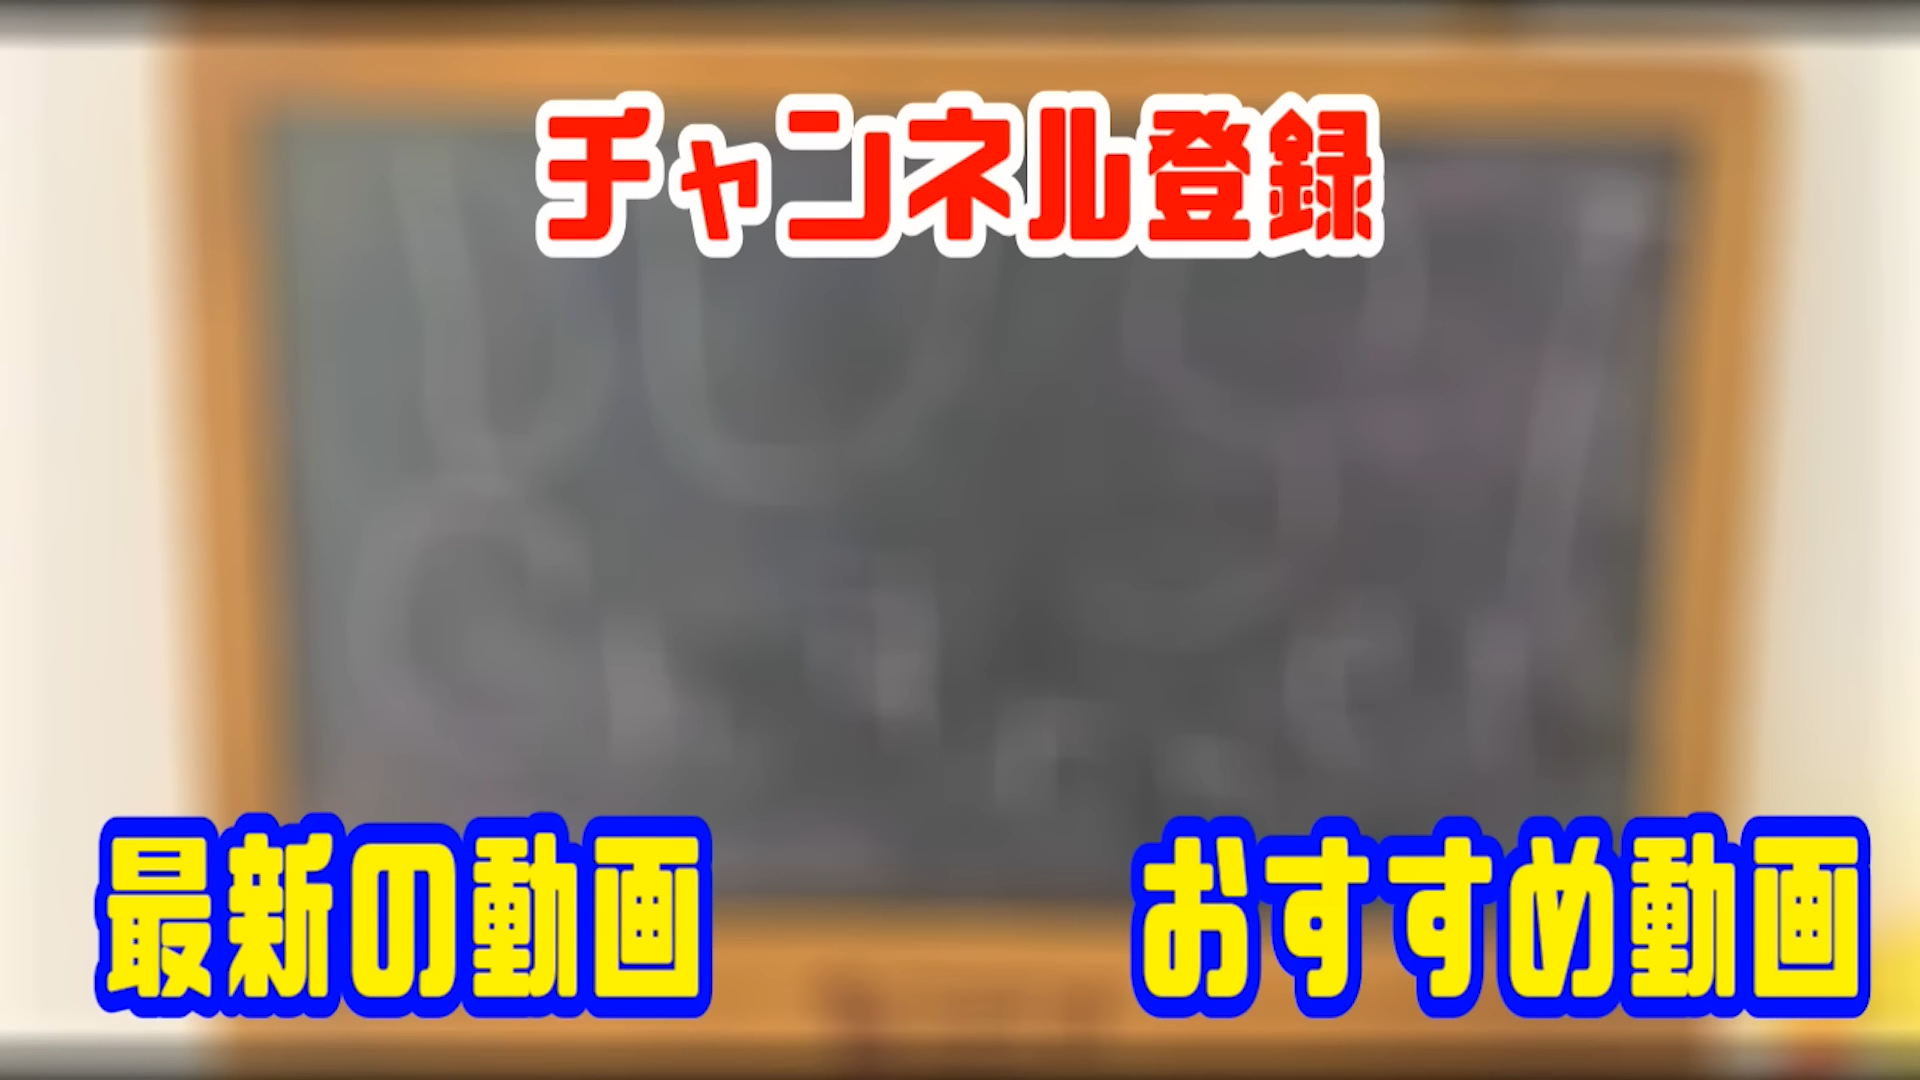 チャンネル登録
最新の動画
おすすめ動画